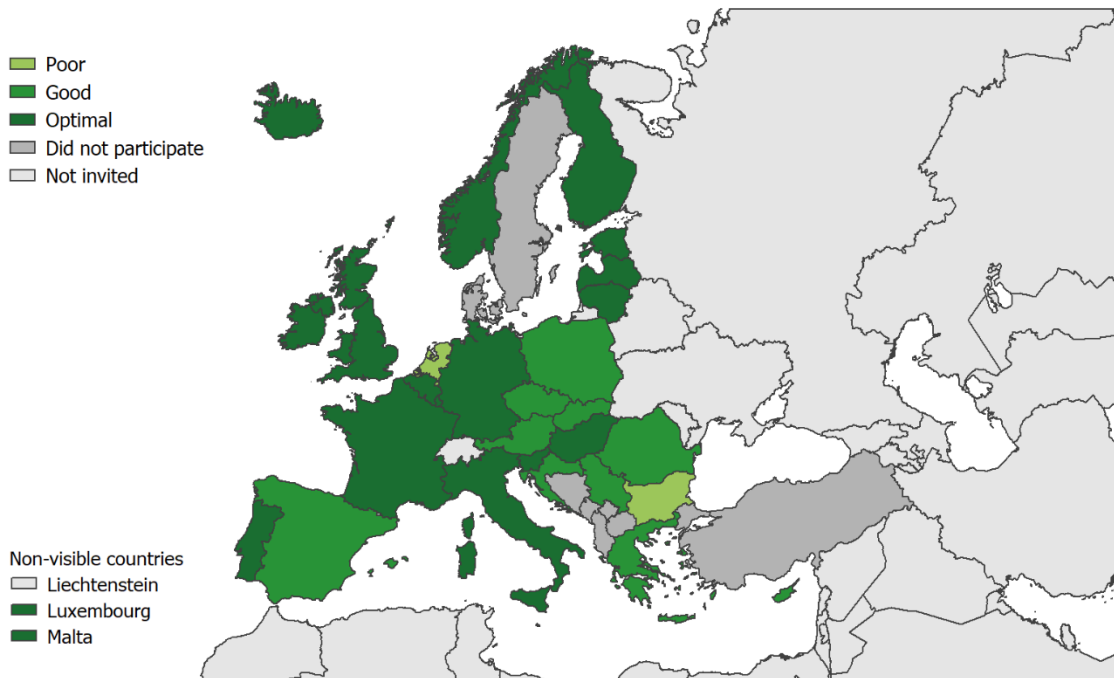 Poor
Good
Optimal
Did not participate
Not invited
Non-visible countries
Liechtenstein
Luxembourg
Malta